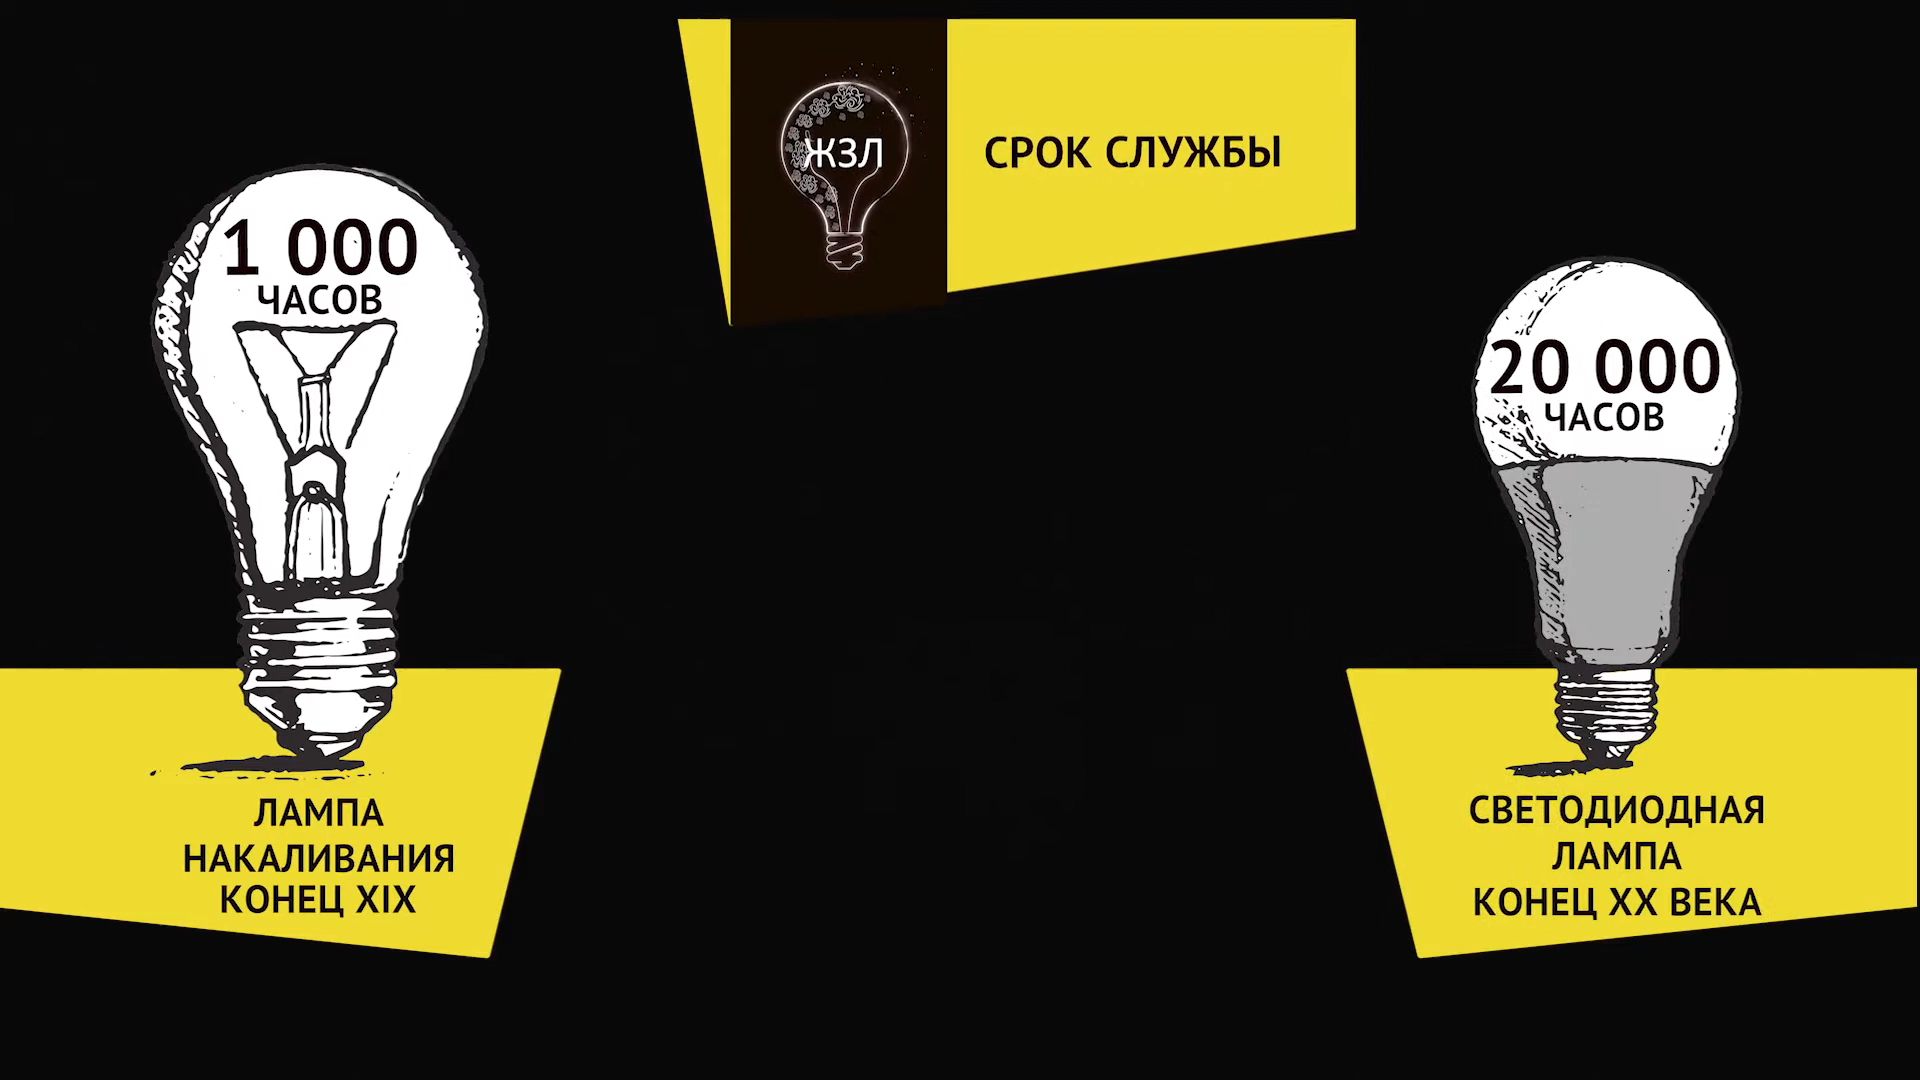 ЖЗЛ
СРОК СЛУЖБЫ
1 000
ЧАСОВ
20 000
ЧАСОВ
ЛАМПА
НАКАЛИВАНИЯ
КОНЕЦ XIX
СВЕТОДИОДНАЯ
ЛАМПА
КОНЕЦ XX ВЕКА